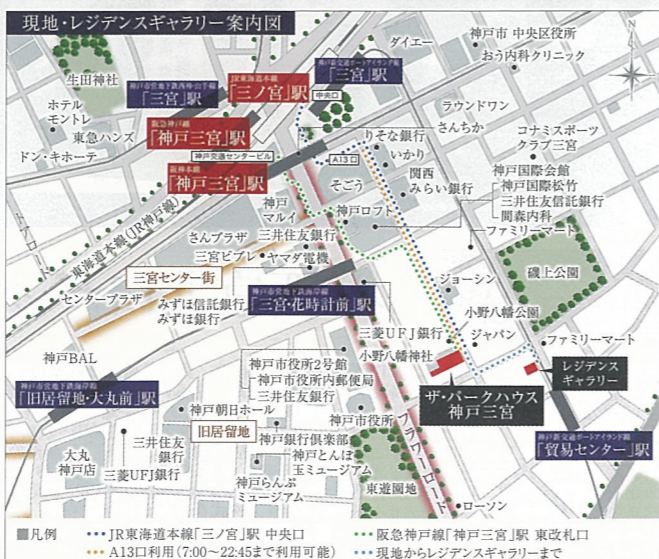 現地・レジデンスギャラリー案内図
生田神社
ダイエー
神戸市 中央区役所
おう内科クリニック
神戸新交通ポートアイランド線
「三宮」駅
JR東海道本線
「三ノ宮」駅
中央口
神戸市営地下鉄西神・山手線
「三宮」駅
ホテル
モントレ
東急ハンズ
ドン・キホーテ
阪急神戸線
「神戸三宮」駅
神戸交通センタービル
阪神本線
「神戸三宮」駅
A13口
りそな銀行
いかり
ラウンドワン
さんちか
コナミスポーツ
クラブ三宮
関西
みらい銀行
そごう
神戸国際会館
神戸国際松竹
三井住友信託銀行
間森内科
ファミリーマート
トアロード
東海道本線(JR神戸線)
神戸
マルイ
神戸ロフト
さんプラザ
三井住友銀行
三宮ビブレ
ヤマダ電機
三宮センター街
センタープラザ
みずほ信託銀行
みずほ銀行
神戸市営地下鉄海岸線
「三宮・花時計前」駅
ジョーシン
磯上公園
小野八幡公園
三菱UFJ銀行
ジャパン
小野八幡神社
ファミリーマート
神戸BAL
神戸市役所2号館
神戸市役所内郵便局
三井住友銀行
レジデンス
ギャラリー
ザ・パークハウス
神戸三宮
神戸市営地下鉄海岸線
「旧居留地・大丸前」駅
神戸朝日ホール
旧居留地
神戸市役所
フラワーロード
神戸新交通ポートアイランド線
「貿易センター」駅
三井住友
銀行
大丸
神戸店
三菱UFJ銀行
神戸銀行倶楽部
神戸とんぼ
玉ミュージアム
神戸らんぷ
ミュージアム
東遊園地
ローソン
■凡例
JR東海道本線「三ノ宮」駅 中央口
阪急神戸線「神戸三宮」駅 東改札口
A13口利用(7:00〜22:45まで利用可能)
現地からレジデンスギャラリーまで